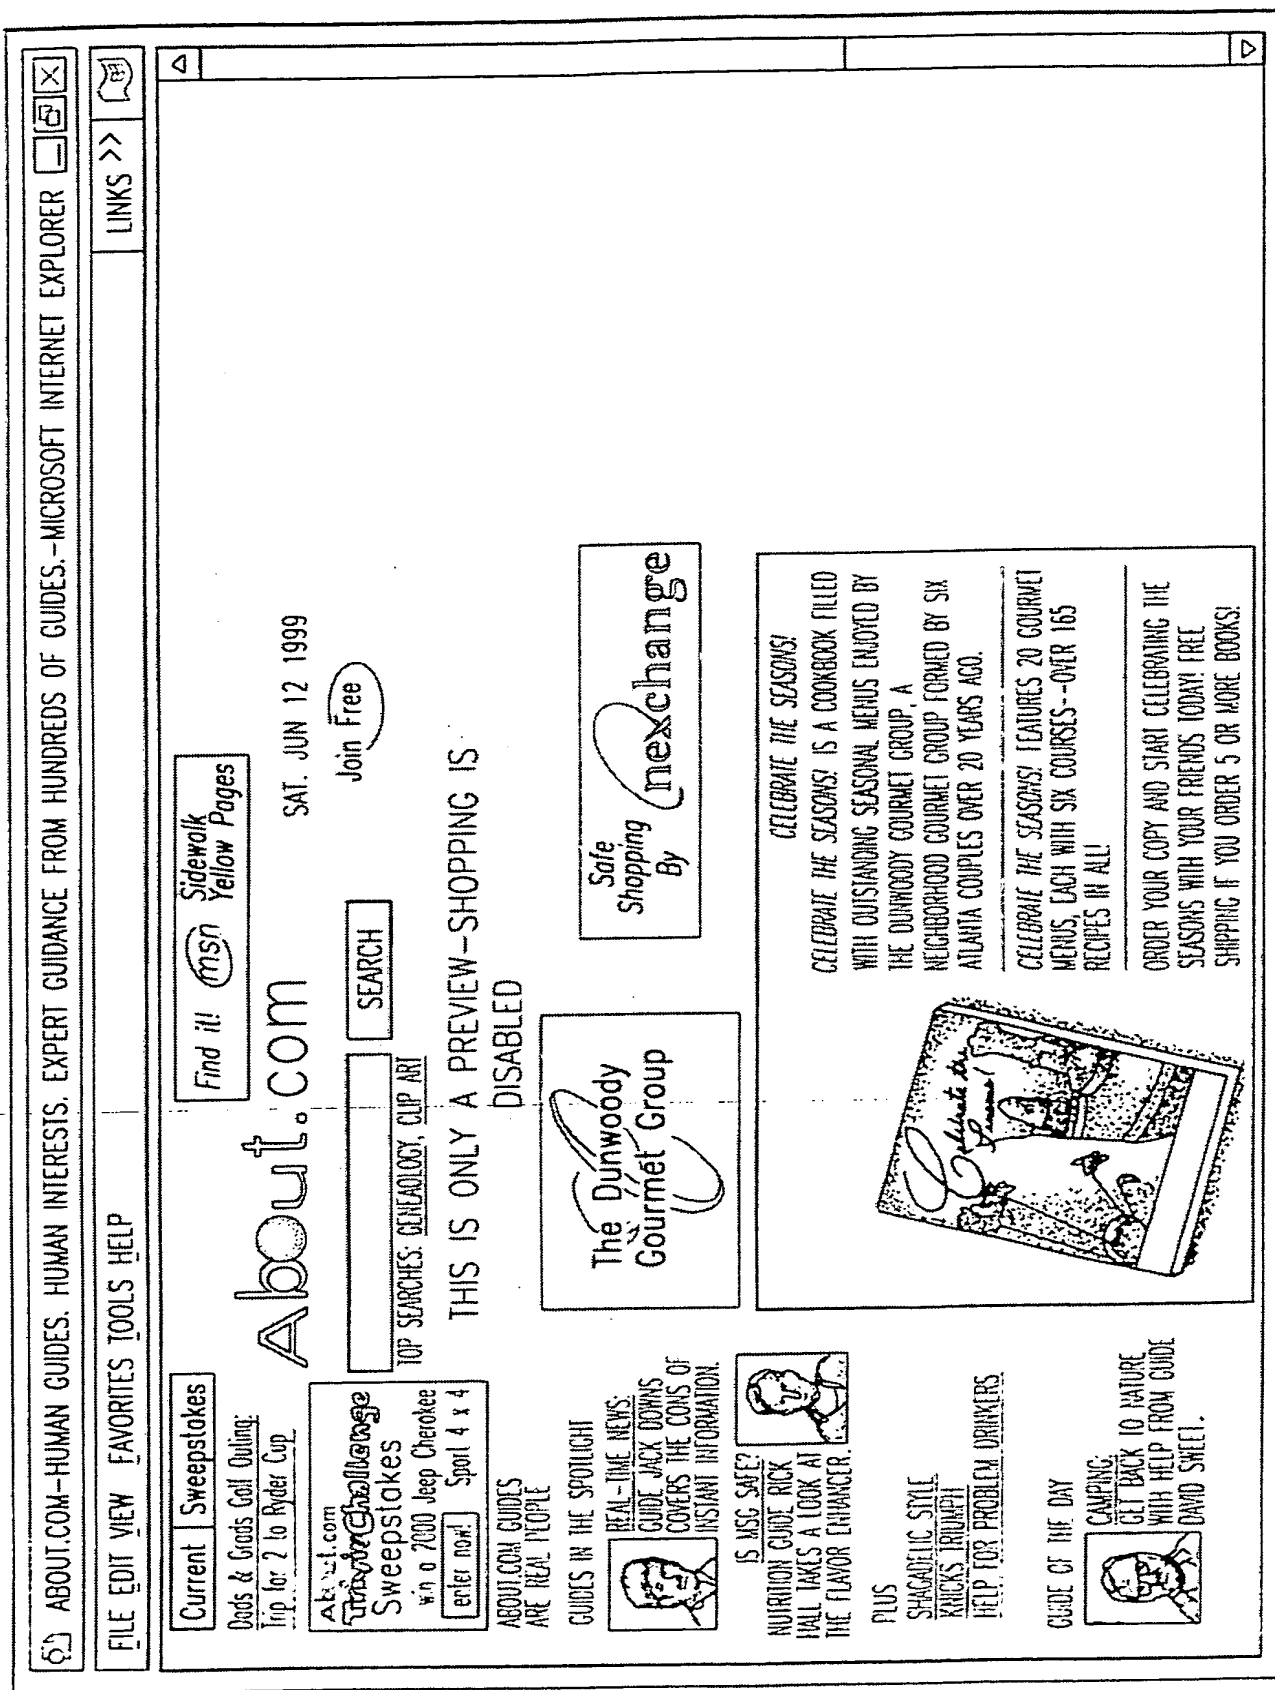 ABOUT.COM-HUMAN GUIDES. HUMAN INTERESTS. EXPERT GUIDANCE FROM HUNDREDS OF GUIDES.-MICROSOFT INTERNET EXPLORER
FILE EDIT VIEW FAVORITES TOOLS HELP
LINKS >>
Current Sweepstakes
Dads & Grads Golf Outing:
Trip for 2 to Ryder Cup
Find it! msn Sidewalk
Yellow Pages
About.com
SAT. JUN 12 1999
Join Free
SEARCH
TOP SEARCHES: GENEAOLOGY, CLIP ART
About.com
Sweepstakes
win a 2000 Jeep Cherokee
enter now! Sport 4 x 4
THIS IS ONLY A PREVIEW-SHOPPING IS
DISABLED
ABOUT.COM GUIDES
ARE REAL PEOPLE
GUIDES IN THE SPOTLIGHT
REAL-TIME NEWS:
GUIDE JACK DOWNS
COVERS THE CONS OF
INSTANT INFORMATION.
IS MSG SAFE?
NUTRITION GUIDE RICK
HALL TAKES A LOOK AT
THE FLAVOR ENHANCER.
PLUS
SHAGADELIC STYLE
KNICKS TRIUMPH
HELP FOR PROBLEM DRINKERS
GUIDE OF THE DAY
CAMPING:
GET BACK TO NATURE
WITH HELP FROM GUIDE
DAVID SWEET.
The Dunwoody
Gourmet Group
Safe
Shopping
By
nexchange
Celebrate the
Seasons!
CELEBRATE THE SEASONS!
CELEBRATE THE SEASONS! IS A COOKBOOK FILLED
WITH OUTSTANDING SEASONAL MENUS ENJOYED BY
THE DUNWOODY GOURMET GROUP, A
NEIGHBORHOOD GOURMET GROUP FORMED BY SIX
ATLANTA COUPLES OVER 20 YEARS AGO.
CELEBRATE THE SEASONS! FEATURES 20 GOURMET
MENUS, EACH WITH SIX COURSES--OVER 165
RECIPES IN ALL!
ORDER YOUR COPY AND START CELEBRATING THE
SEASONS WITH YOUR FRIENDS TODAY! FREE
SHIPPING IF YOU ORDER 5 OR MORE BOOKS!